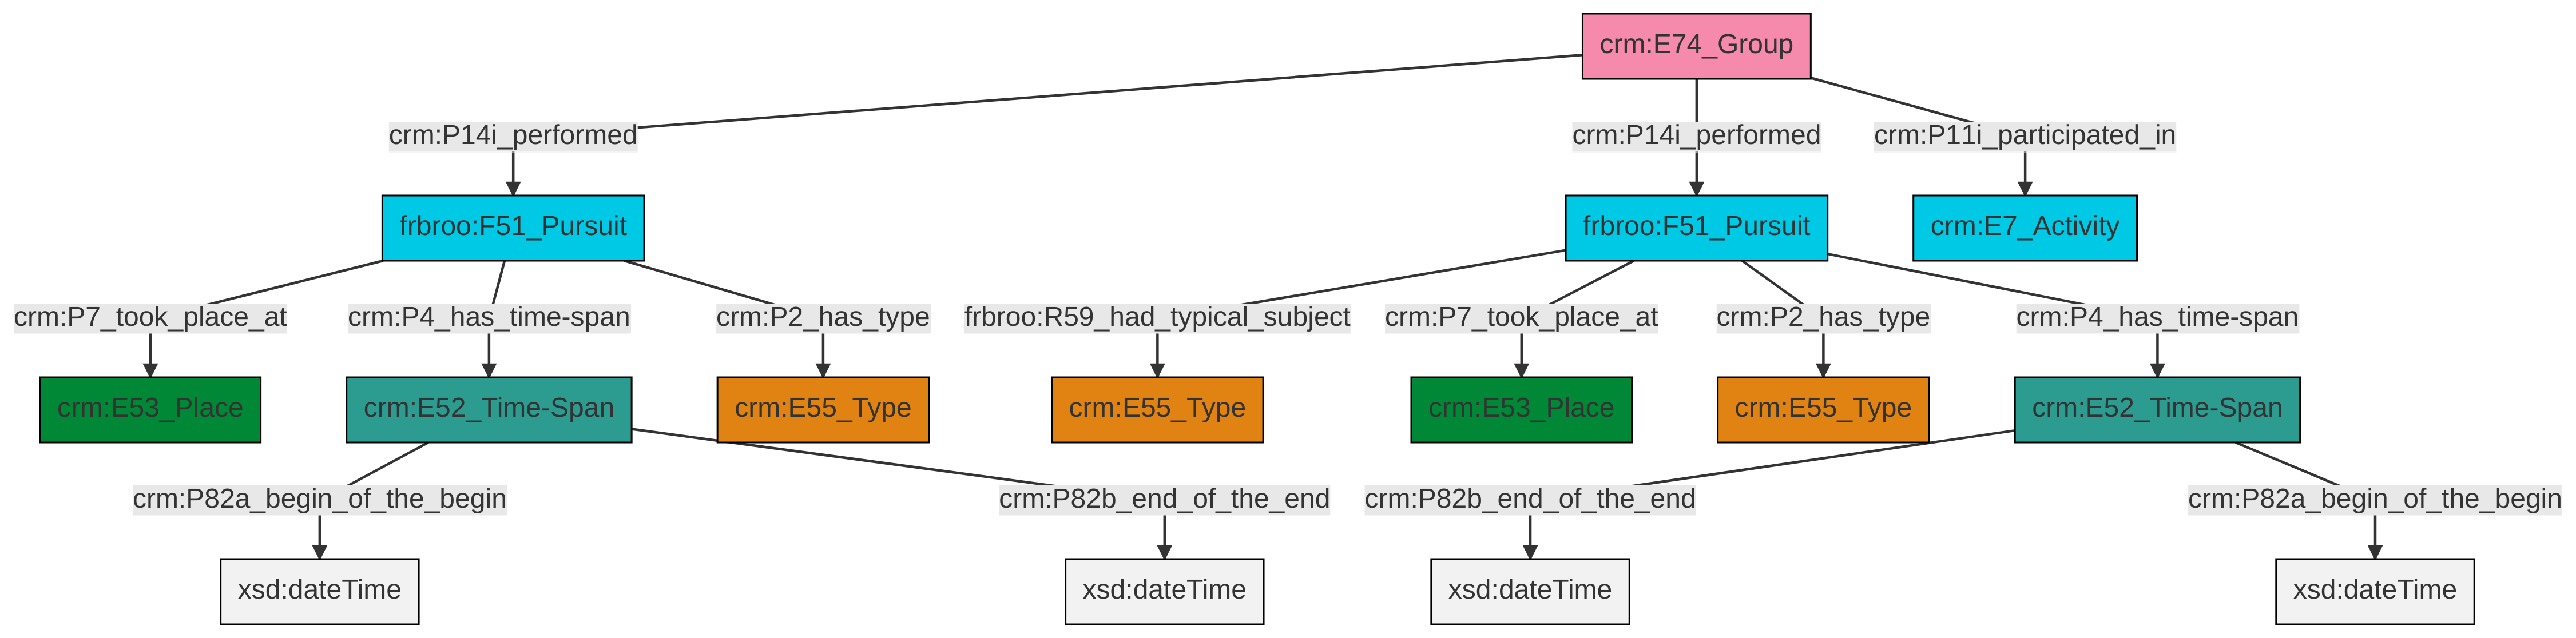 crm:E74_Group
crm:P14i_performed
crm:P14i_performed
crm:P11i_participated_in
frbroo:F51_Pursuit
frbroo:F51_Pursuit
crm:E7_Activity
crm:P7_took_place_at
crm:P4_has_time-span
crm:P2_has_type
frbroo:R59_had_typical_subject
crm:P7_took_place_at
crm:P2_has_type
crm:P4_has_time-span
crm:E53_Place
crm:E52_Time-Span
crm:E55_Type
crm:E55_Type
crm:E53_Place
crm:E55_Type
crm:E52_Time-Span
crm:P82a_begin_of_the_begin
crm:P82b_end_of_the_end
crm:P82b_end_of_the_end
crm:P82a_begin_of_the_begin
xsd:dateTime
xsd:dateTime
xsd:dateTime
xsd:dateTime